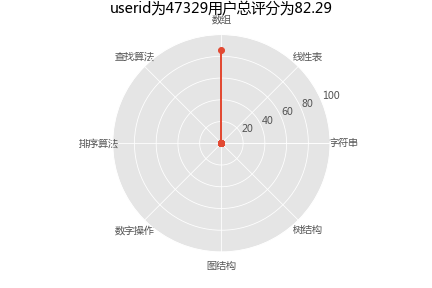 userid为47329用户总评分为82.29
数组
查找算法
线性表
100
80
60
40
20
排序算法
字符串
数字操作
树结构
图结构